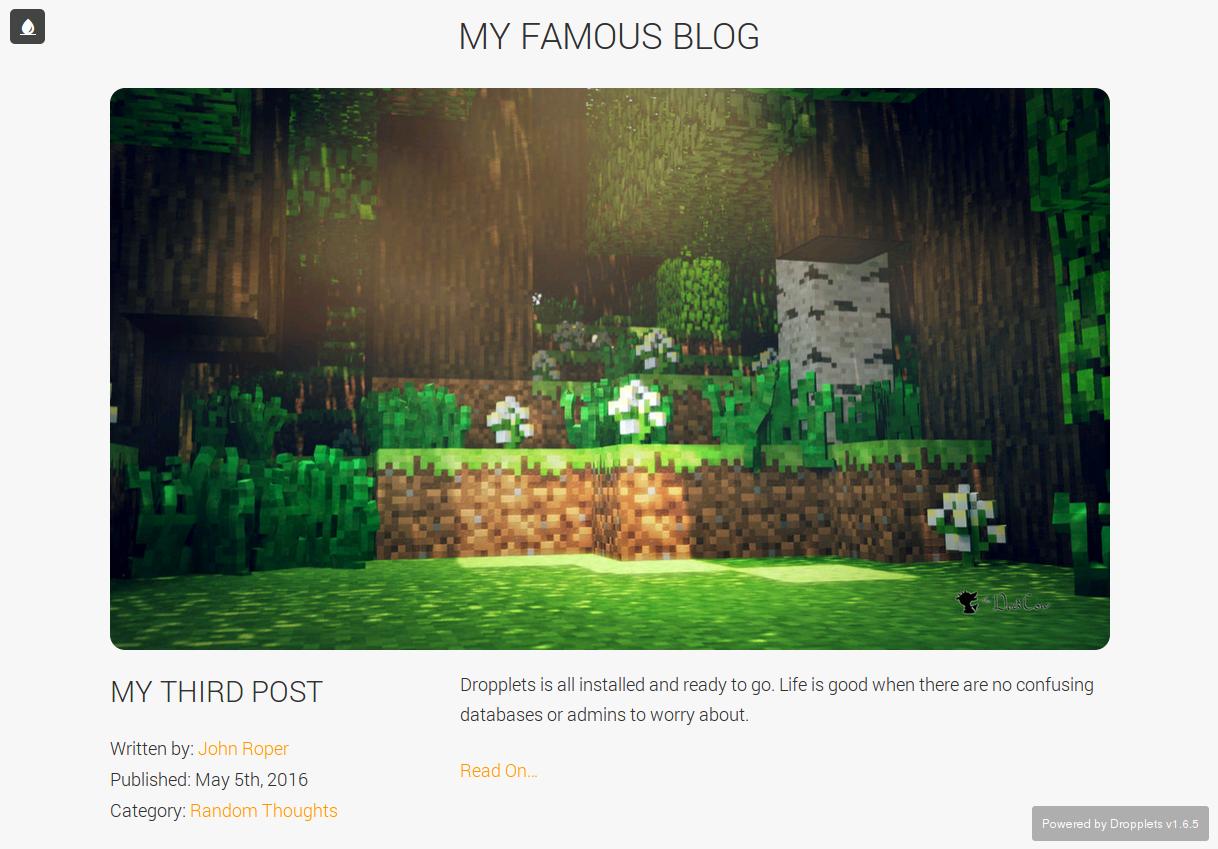 MY FAMOUS BLOG
MY THIRD POST
Written by: John Roper
Published: May 5th, 2016
Category: Random Thoughts
Dropplets is all installed and ready to go. Life is good when there are no confusing
databases or admins to worry about.
Read On...
Powered by Dropplets v1.6.5